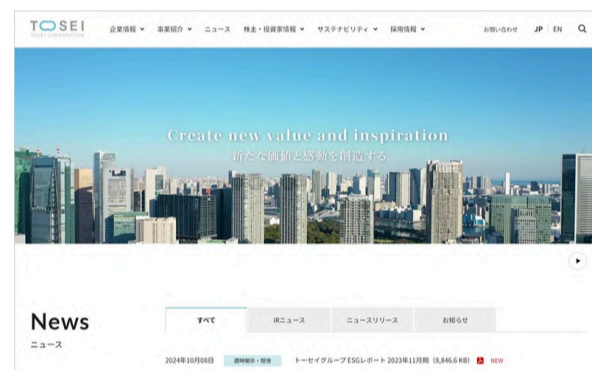 TOSEI
TOSEI CORPORATION
企業情報 事業紹介 ニュース 株主・投資家情報 サステナビリティ 採用情報 お問い合わせ JP EN
Create new value and inspiration
新たな価値と感動を創造する
News
ニュース
すべて IRニュース ニュースリリース お知らせ
2024年10月08日 適時開示・短信 トーセイグループ ESGレポート 2023年11月期 (8,846.6 KB) NEW